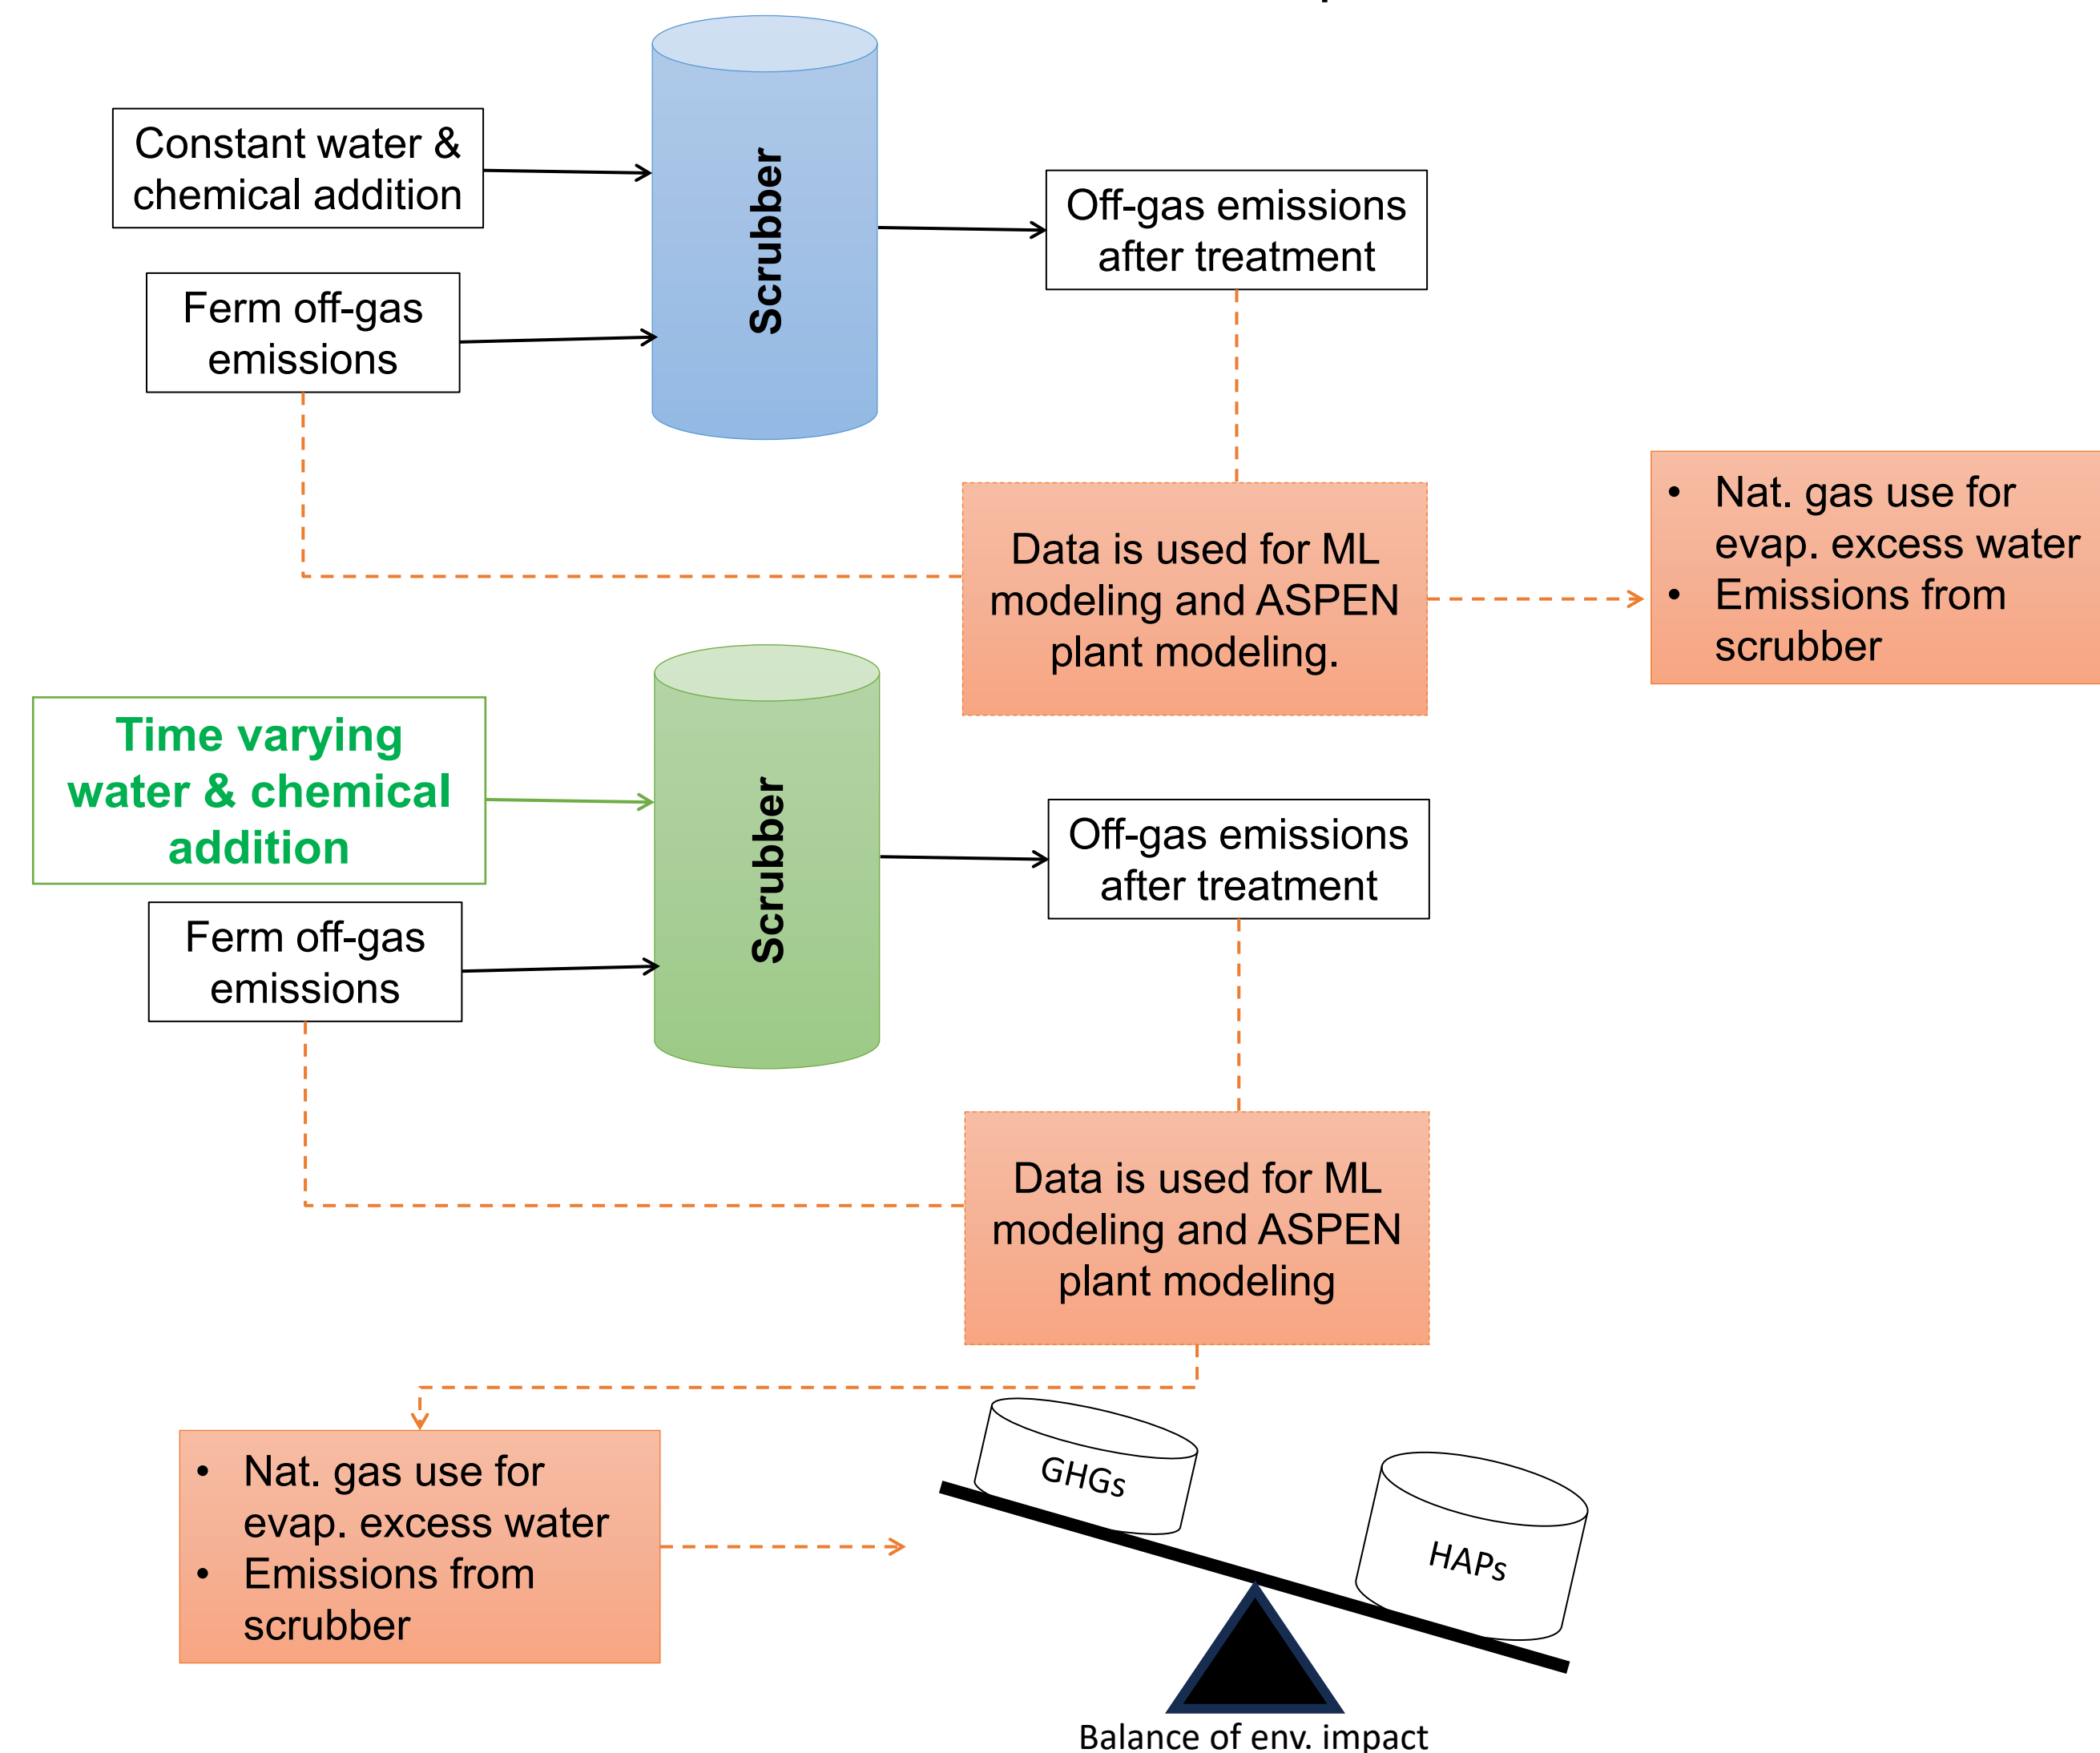 Constant water &
chemical addition
Scrubber
Off-gas emissions
after treatment
Ferm off-gas
emissions
• Nat. gas use for
evap. excess water
• Emissions from
scrubber
Data is used for ML
modeling and ASPEN
plant modeling.
Time varying
water & chemical
addition
Scrubber
Off-gas emissions
after treatment
Ferm off-gas
emissions
Data is used for ML
modeling and ASPEN
plant modeling
• Nat. gas use for
evap. excess water
• Emissions from
scrubber
GHGs
HAPs
Balance of env. impact